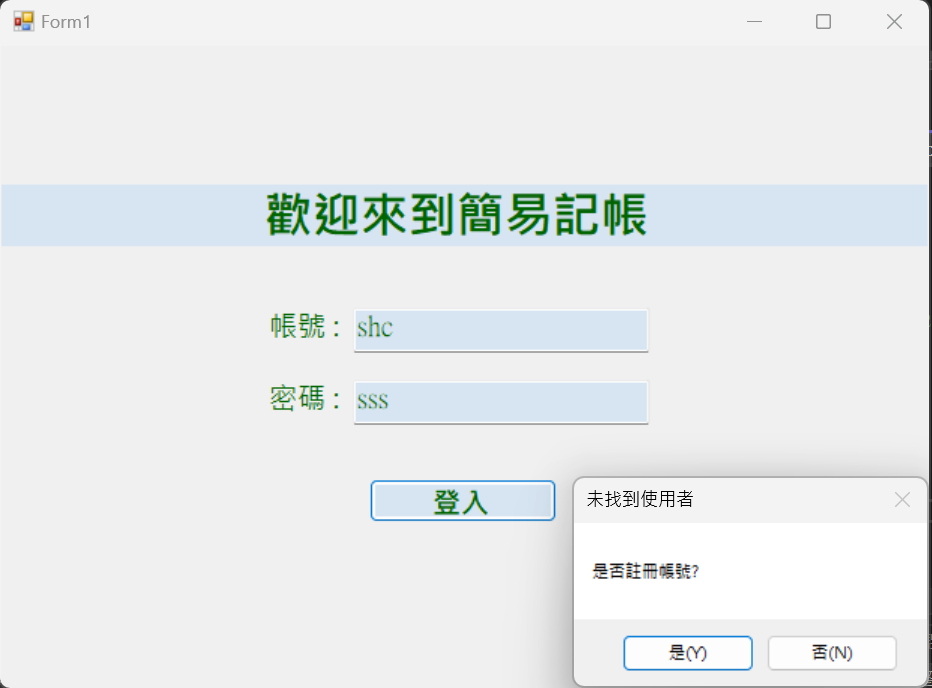 Form1
歡迎來到簡易記帳
帳號：
shc
密碼：
sss
登入
未找到使用者
是否註冊帳號?
是(Y)
否(N)